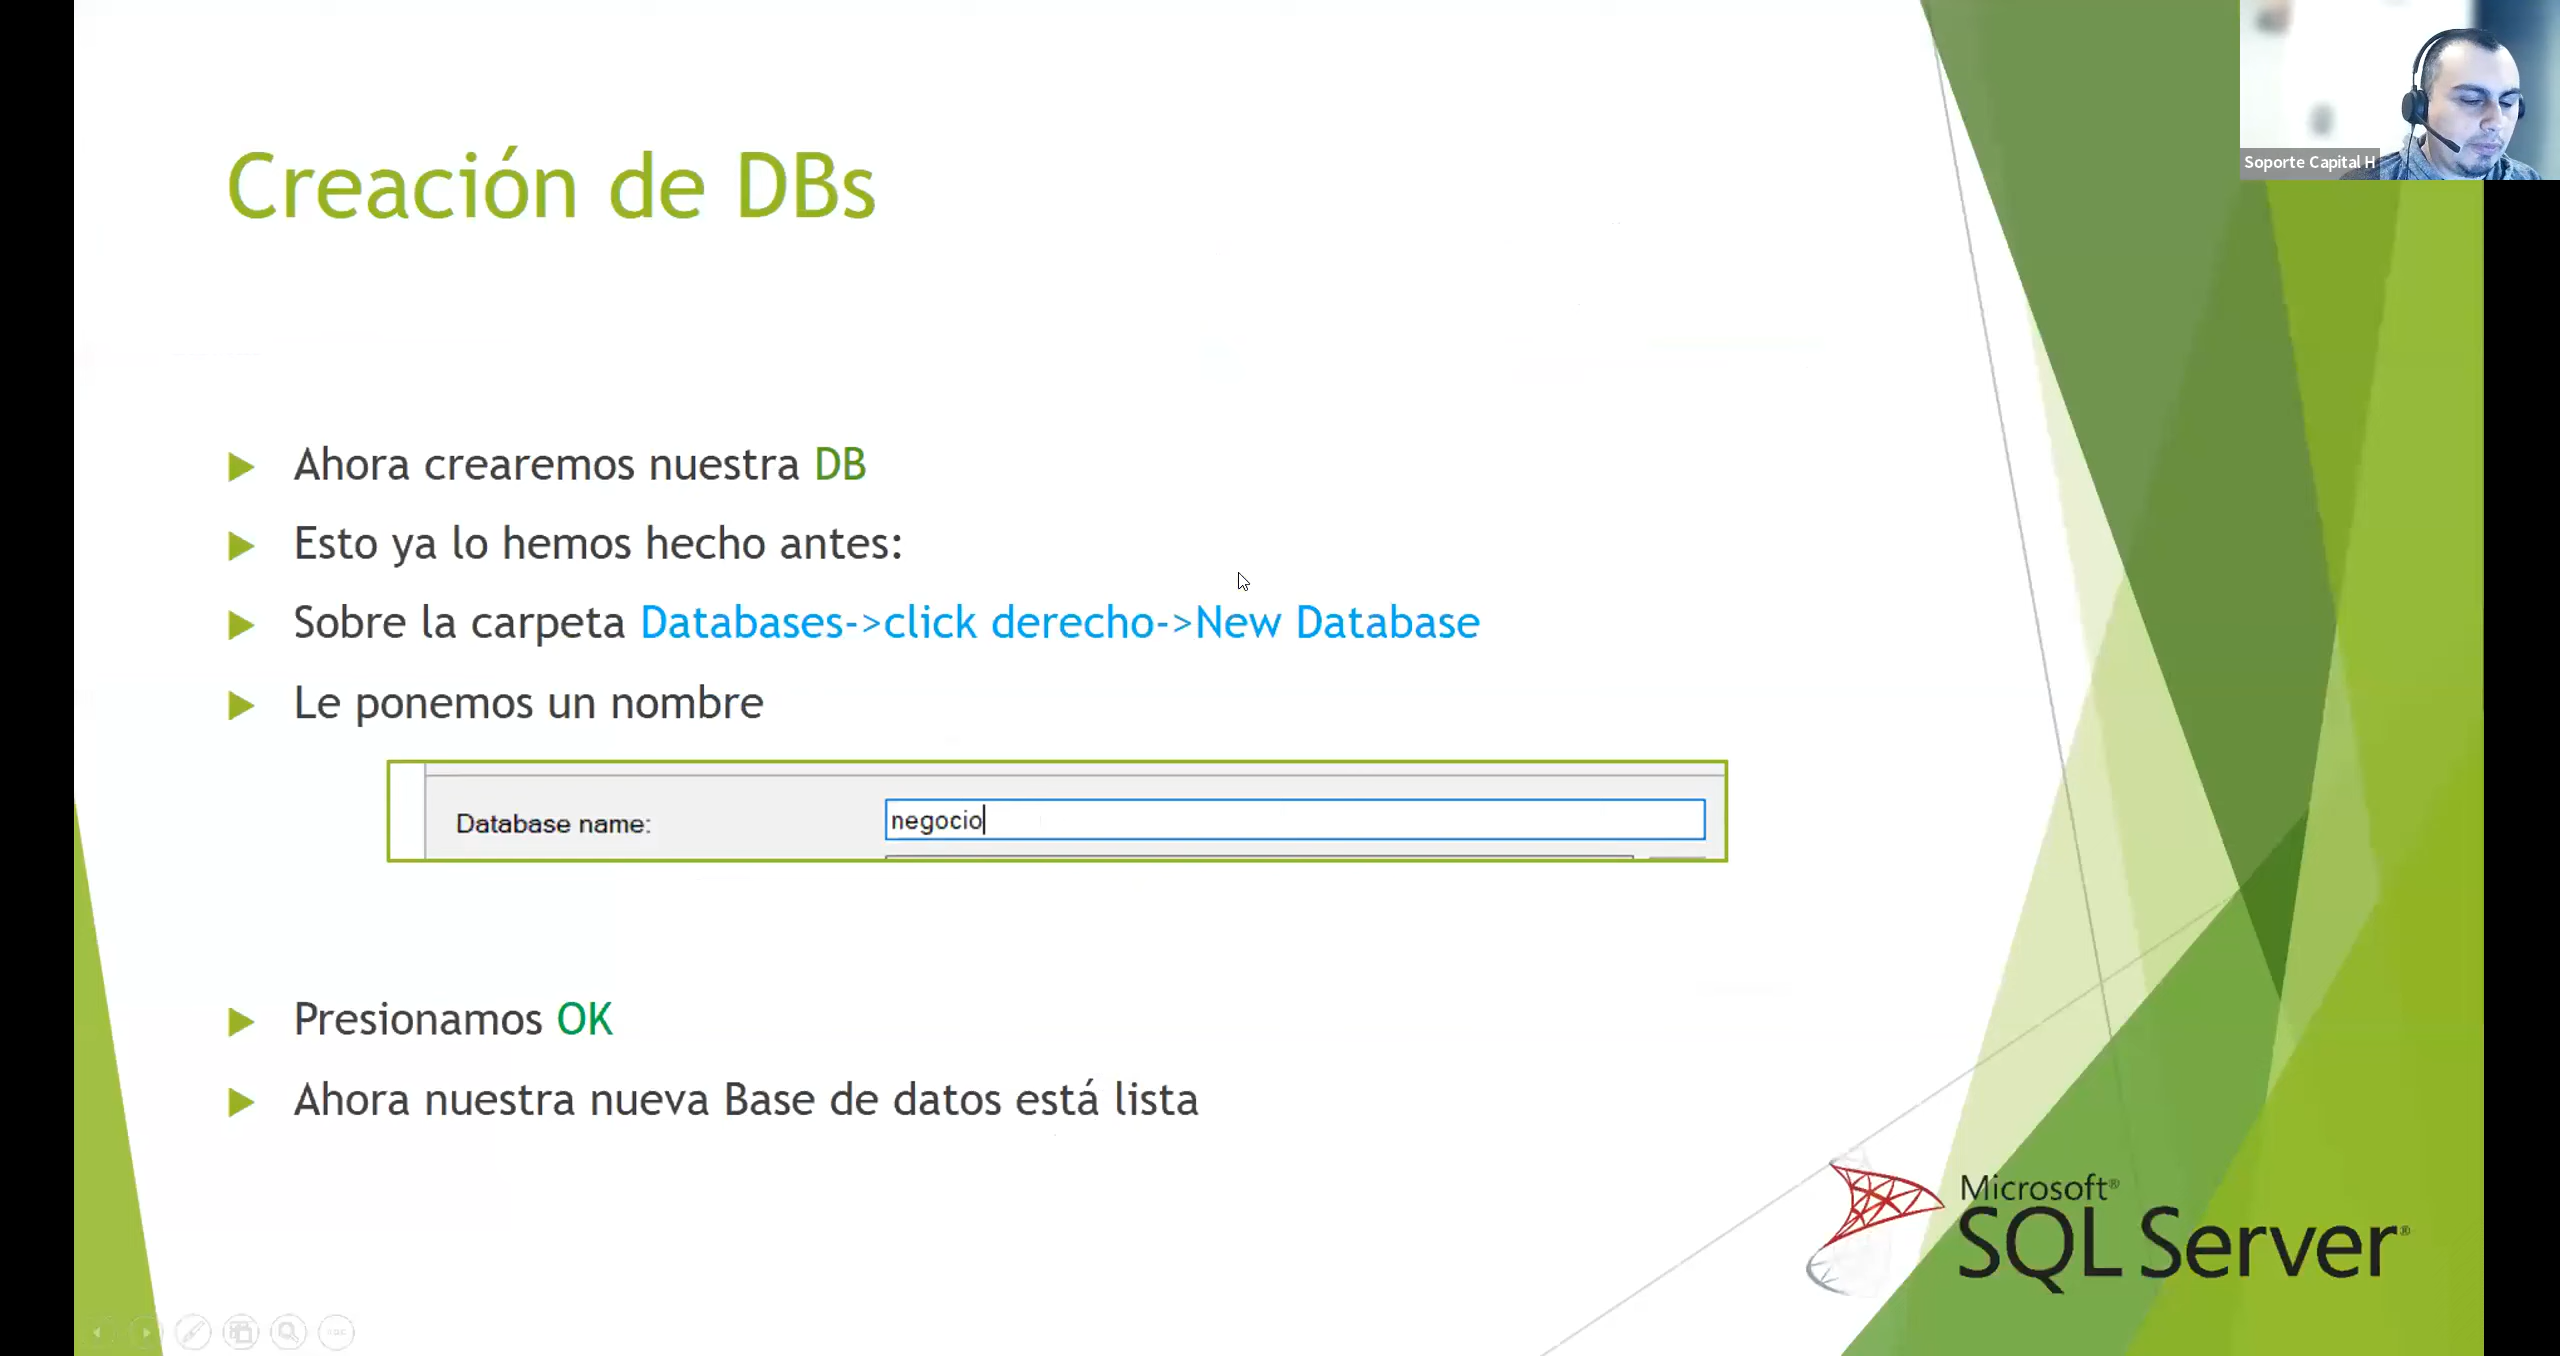 Soporte Capital H
Creación de DBs
Ahora crearemos nuestra DB
Esto ya lo hemos hecho antes:
Sobre la carpeta Databases->click derecho->New Database
Le ponemos un nombre
Database name: negocio
Presionamos OK
Ahora nuestra nueva Base de datos está lista
Microsoft®
SQL Server®